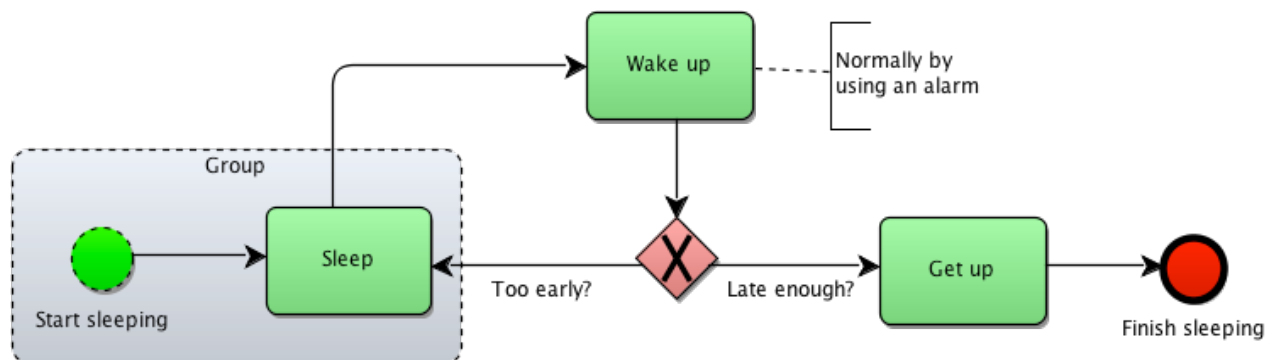 Wake up
Normally by
using an alarm
Group
Sleep
Get up
Too early?
Late enough?
Start sleeping
Finish sleeping